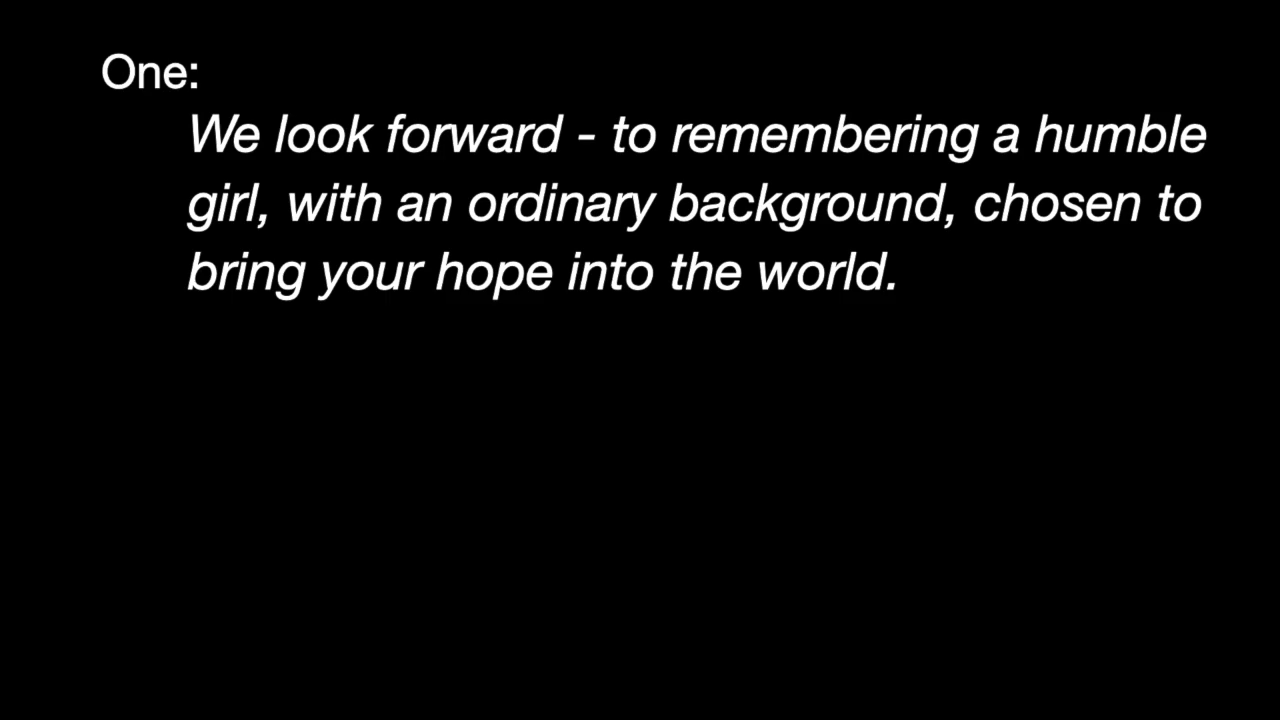 One:
We look forward - to remembering a humble
girl, with an ordinary background, chosen to
bring your hope into the world.